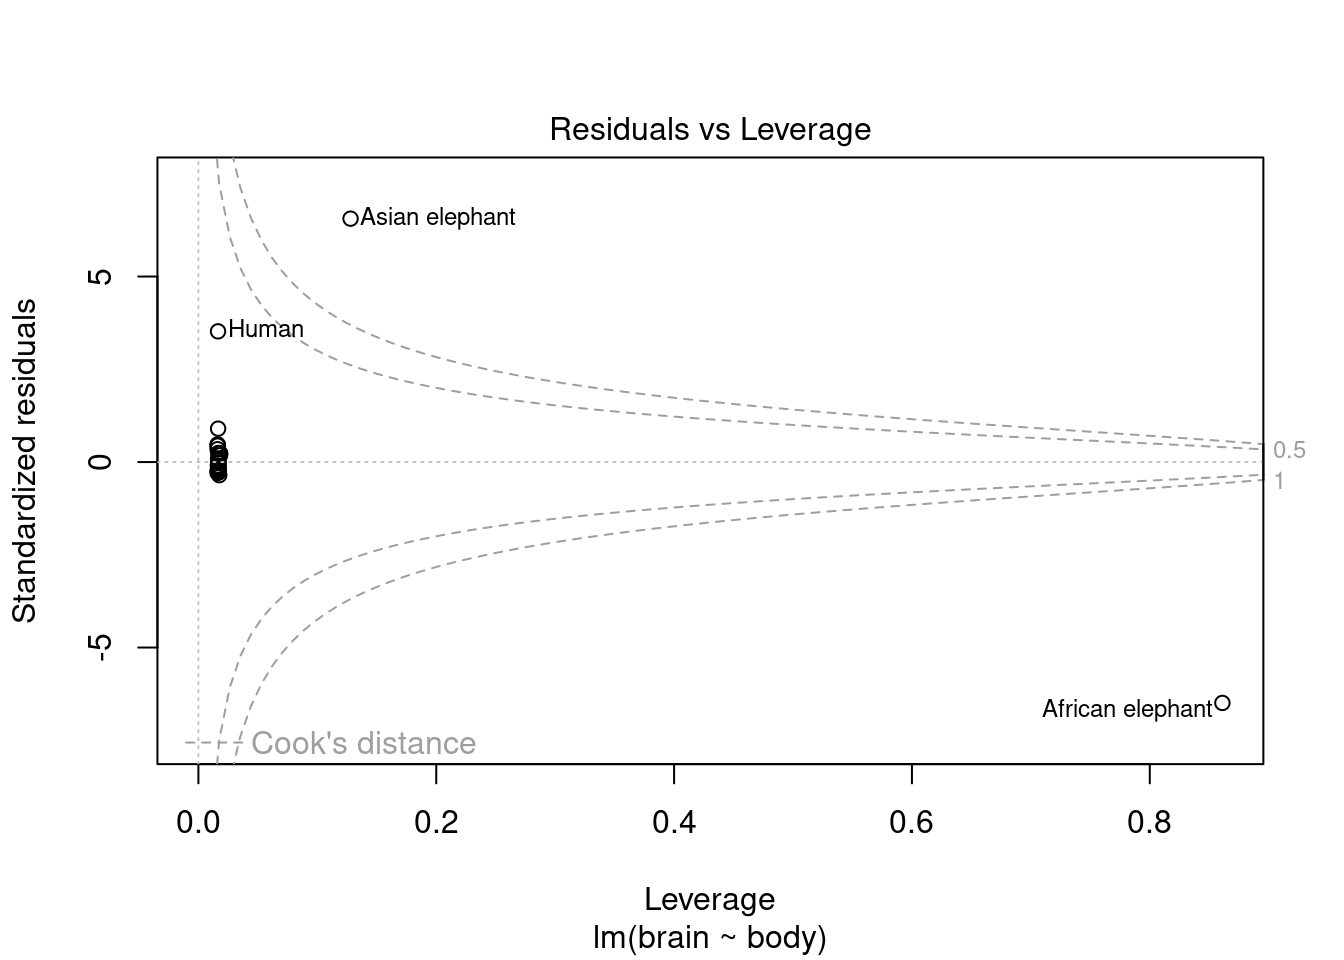 Residuals vs Leverage
Asian elephant
Human
African elephant
Cook's distance
Standardized residuals
5
0
-5
0.5
1
0.0 0.2 0.4 0.6 0.8
Leverage
lm(brain ~ body)